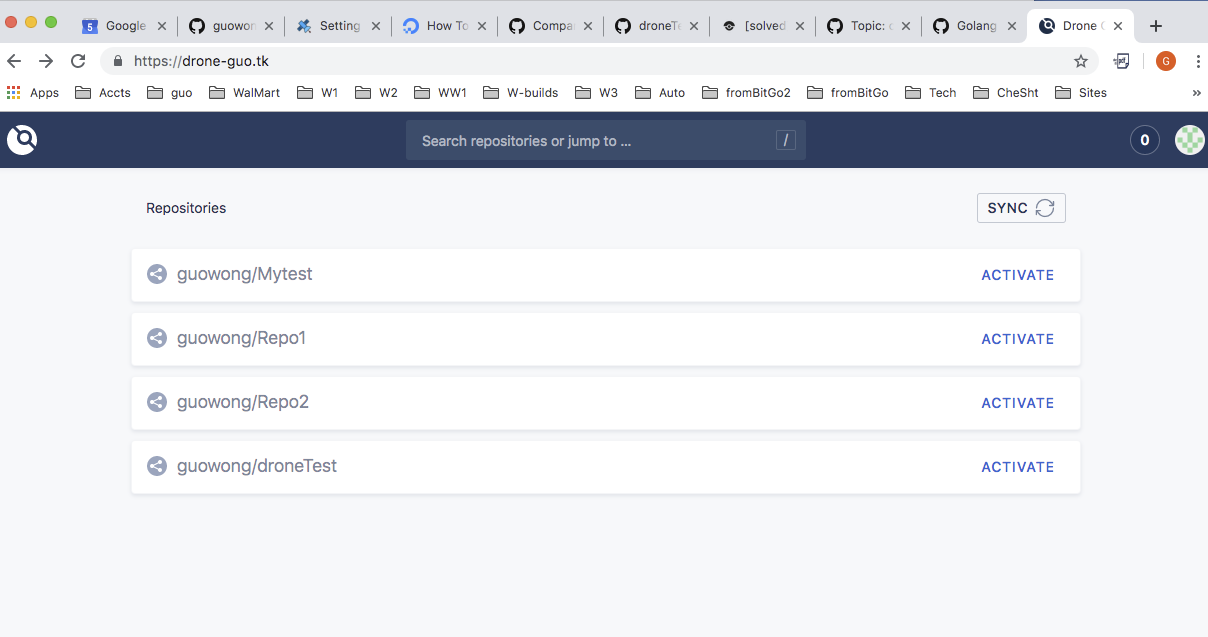 5 Google guowon Setting How To Compa droneTe [solved Topic: Golang Drone
https://drone-guo.tk G
Apps Accts guo WalMart W1 W2 WW1 W-builds W3 Auto fromBitGo2 fromBitGo Tech CheSht Sites »
Search repositories or jump to ... / 0
Repositories SYNC
guowong/Mytest ACTIVATE
guowong/Repo1 ACTIVATE
guowong/Repo2 ACTIVATE
guowong/droneTest ACTIVATE